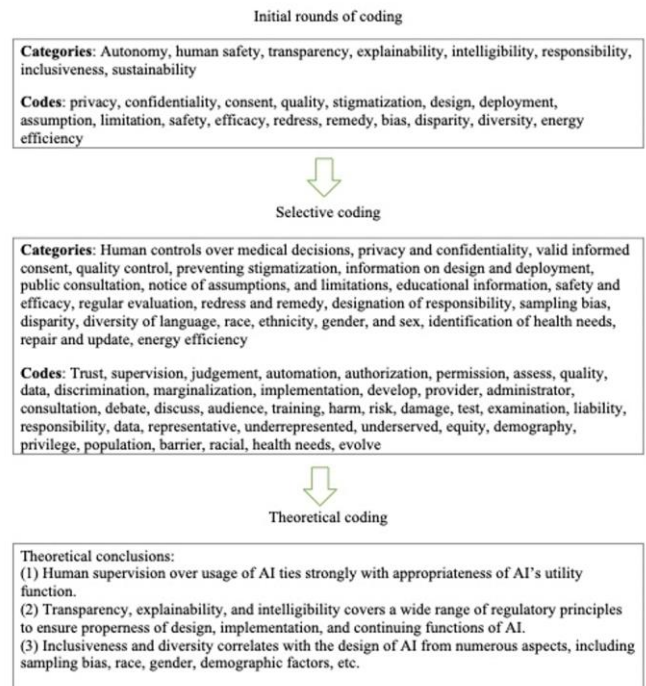 Initial rounds of coding
Categories: Autonomy, human safety, transparency, explainability, intelligibility, responsibility,
inclusiveness, sustainability
Codes: privacy, confidentiality, consent, quality, stigmatization, design, deployment,
assumption, limitation, safety, efficacy, redress, remedy, bias, disparity, diversity, energy
efficiency
Selective coding
Categories: Human controls over medical decisions, privacy and confidentiality, valid informed
consent, quality control, preventing stigmatization, information on design and deployment,
public consultation, notice of assumptions, and limitations, educational information, safety and
efficacy, regular evaluation, redress and remedy, designation of responsibility, sampling bias,
disparity, diversity of language, race, ethnicity, gender, and sex, identification of health needs,
repair and update, energy efficiency
Codes: Trust, supervision, judgement, automation, authorization, permission, assess, quality,
data, discrimination, marginalization, implementation, develop, provider, administrator,
consultation, debate, discuss, audience, training, harm, risk, damage, test, examination, liability,
responsibility, data, representative, underrepresented, underserved, equity, demography,
privilege, population, barrier, racial, health needs, evolve
Theoretical coding
Theoretical conclusions:
(1) Human supervision over usage of AI ties strongly with appropriateness of AI's utility
function.
(2) Transparency, explainability, and intelligibility covers a wide range of regulatory principles
to ensure properness of design, implementation, and continuing functions of AI.
(3) Inclusiveness and diversity correlates with the design of AI from numerous aspects, including
sampling bias, race, gender, demographic factors, etc.